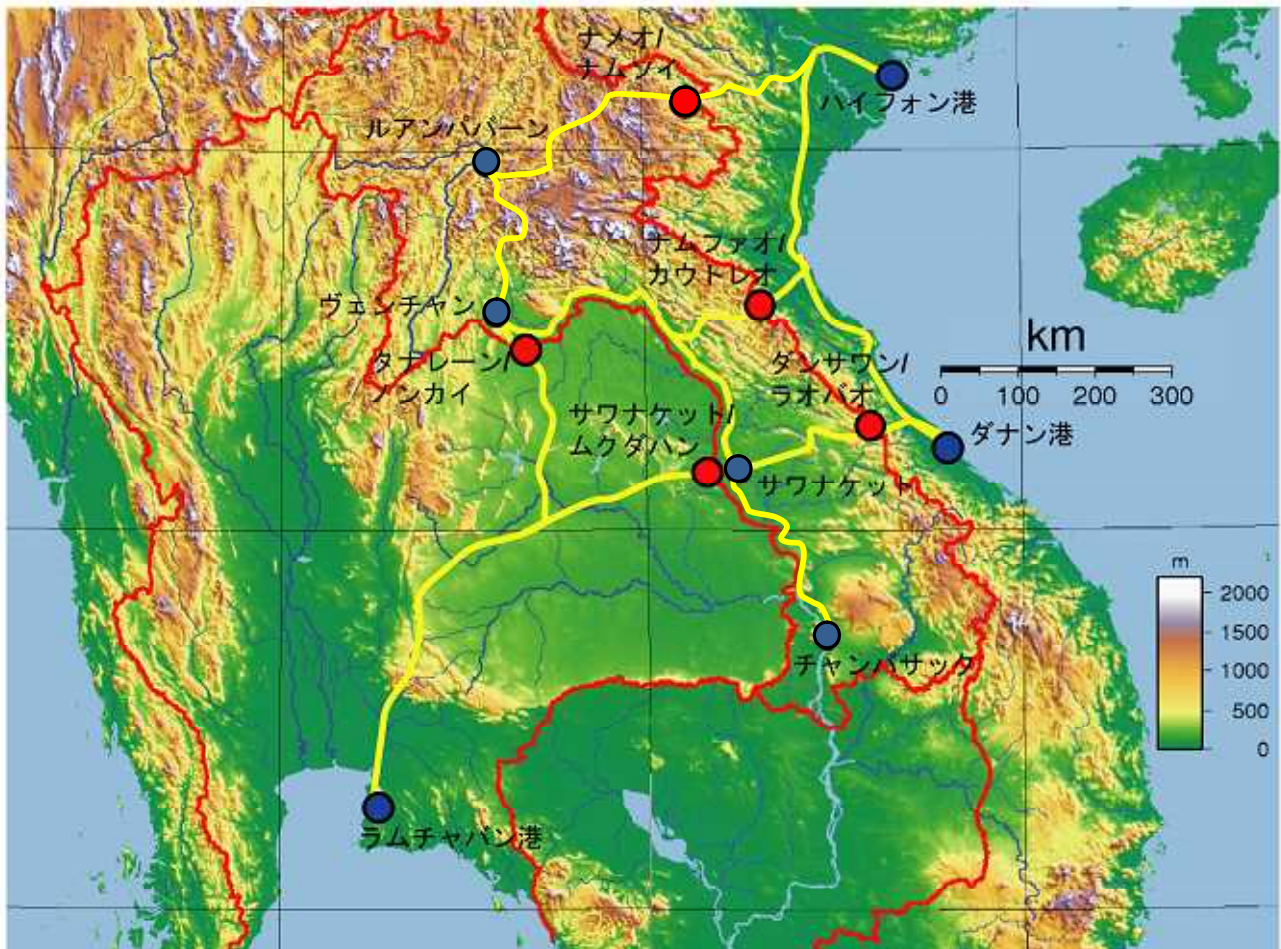 ナメオ/
ナムソイ
ハイフォン港
ルアンパバーン
ナムファオ/
カウトレオ
ヴェンチャン
km
タナレーン/
ノンカイ
ダンサワン/
ラオバオ
0 100 200 300
サワナケット/
ムクダハン
ダナン港
サワナケット
m
2000
1500
1000
500
0
チャンパサック
ラムチャバン港